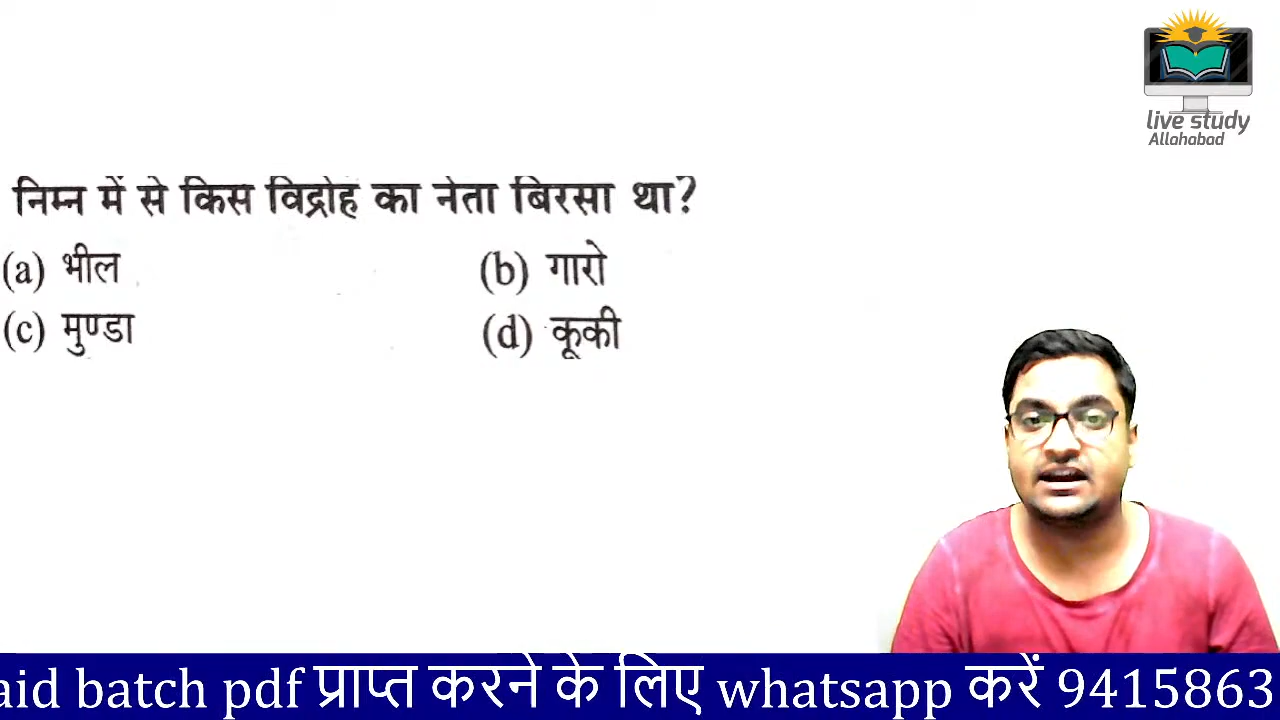 live study
Allahabad
निम्न में से किस विद्रोह का नेता बिरसा था?
(a) भील
(b) गारो
(c) मुण्डा
(d) कूकी
aid batch pdf प्राप्त करने के लिए whatsapp करें 9415863